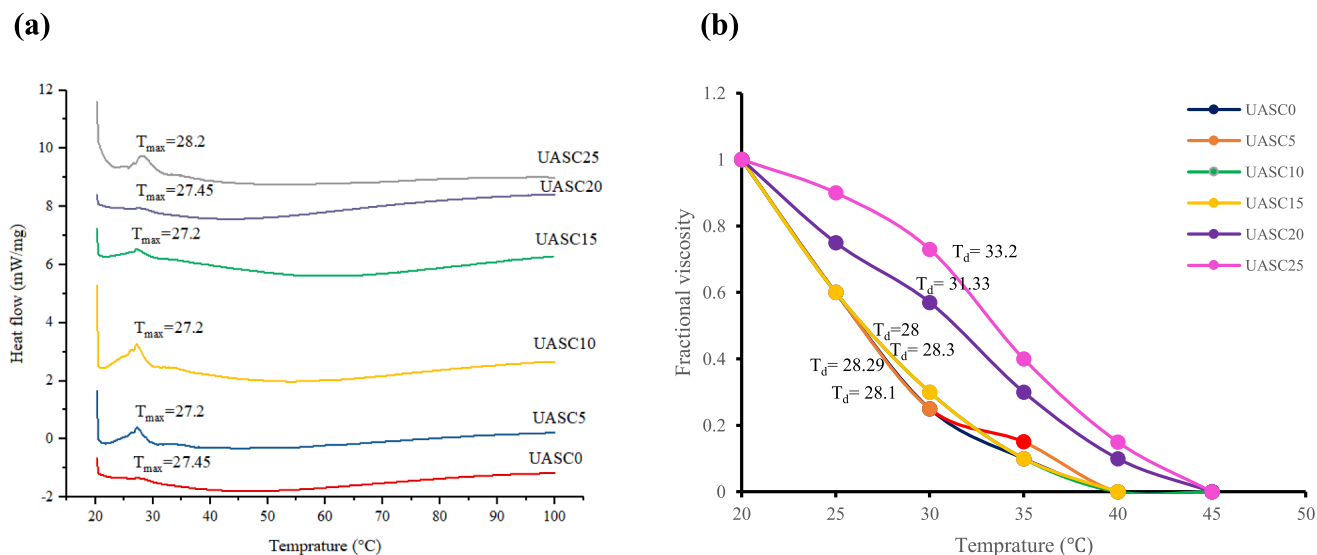 (a)
12
10
8
6
4
2
0
-2
Heat flow (mW/mg)
Tmax=28.2
UASC25
Tmax=27.45
UASC20
Tmax=27.2
UASC15
Tmax=27.2
UASC10
Tmax=27.2
UASC5
Tmax=27.45
UASC0
20 30 40 50 60 70 80 90 100
Temprature (°C)
(b)
1.2
1
0.8
0.6
0.4
0.2
0
Fractional viscosity
Td= 33.2
Td= 31.33
Td=28
Td= 28.3
Td= 28.29
Td= 28.1
UASC0
UASC5
UASC10
UASC15
UASC20
UASC25
20 25 30 35 40 45 50
Temprature (°C)